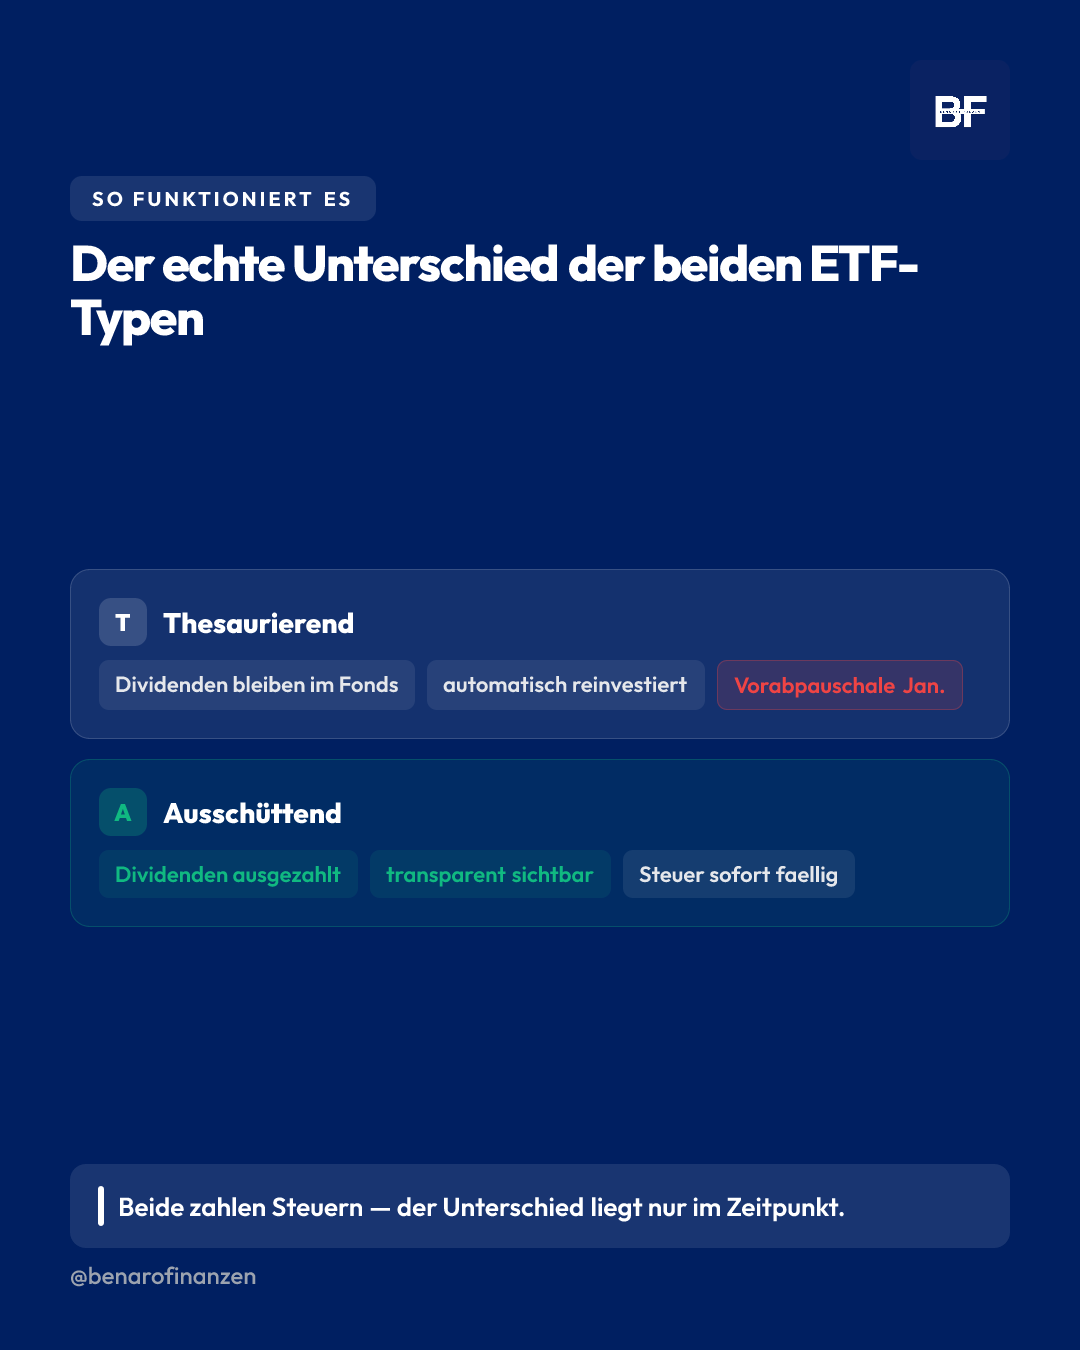 BF
SO FUNKTIONIERT ES
Der echte Unterschied der beiden ETF-
Typen
T
Thesaurierend
Dividenden bleiben im Fonds
automatisch reinvestiert
Vorabpauschale Jan.
A
Ausschüttend
Dividenden ausgezahlt
transparent sichtbar
Steuer sofort faellig
Beide zahlen Steuern — der Unterschied liegt nur im Zeitpunkt.
@benarofinanzen